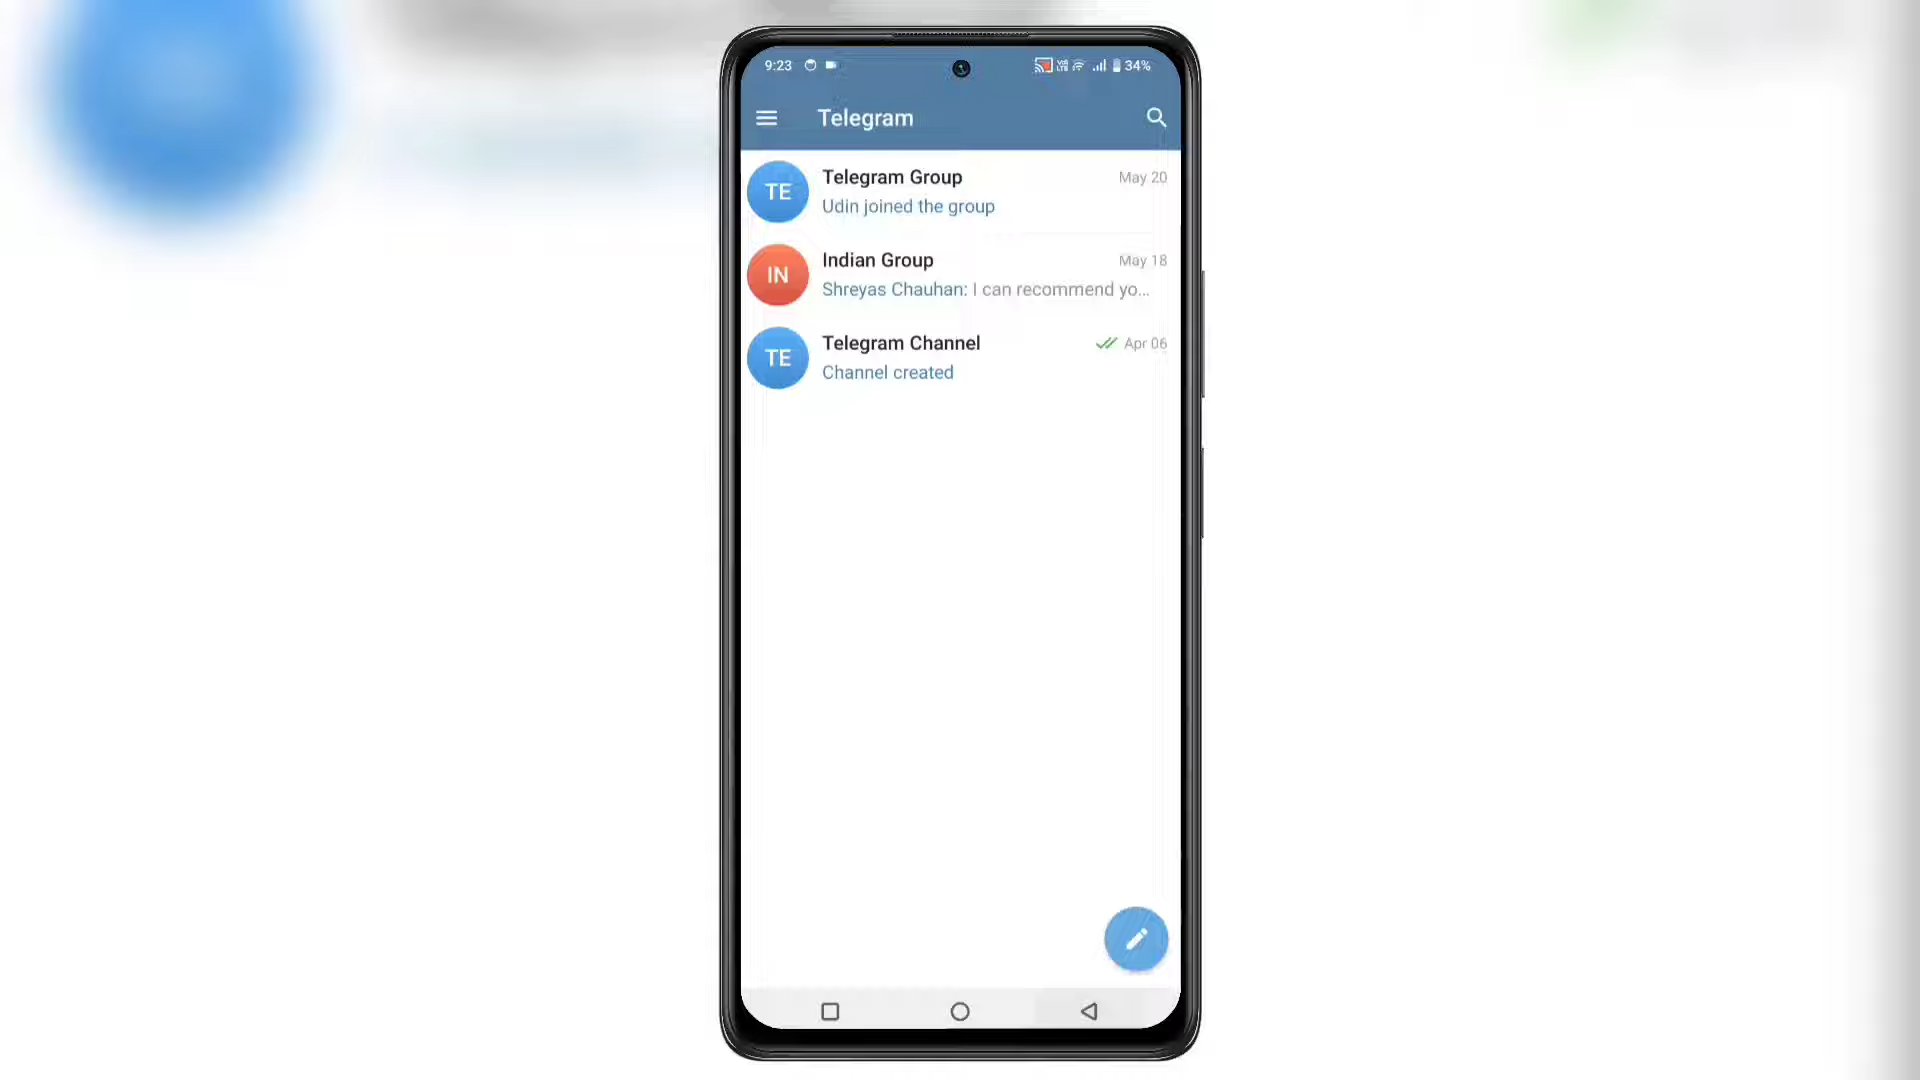 9:23 34%
Telegram
TE Telegram Group May 20
Udin joined the group
IN Indian Group May 18
Shreyas Chauhan: I can recommend yo...
TE Telegram Channel Apr 06
Channel created